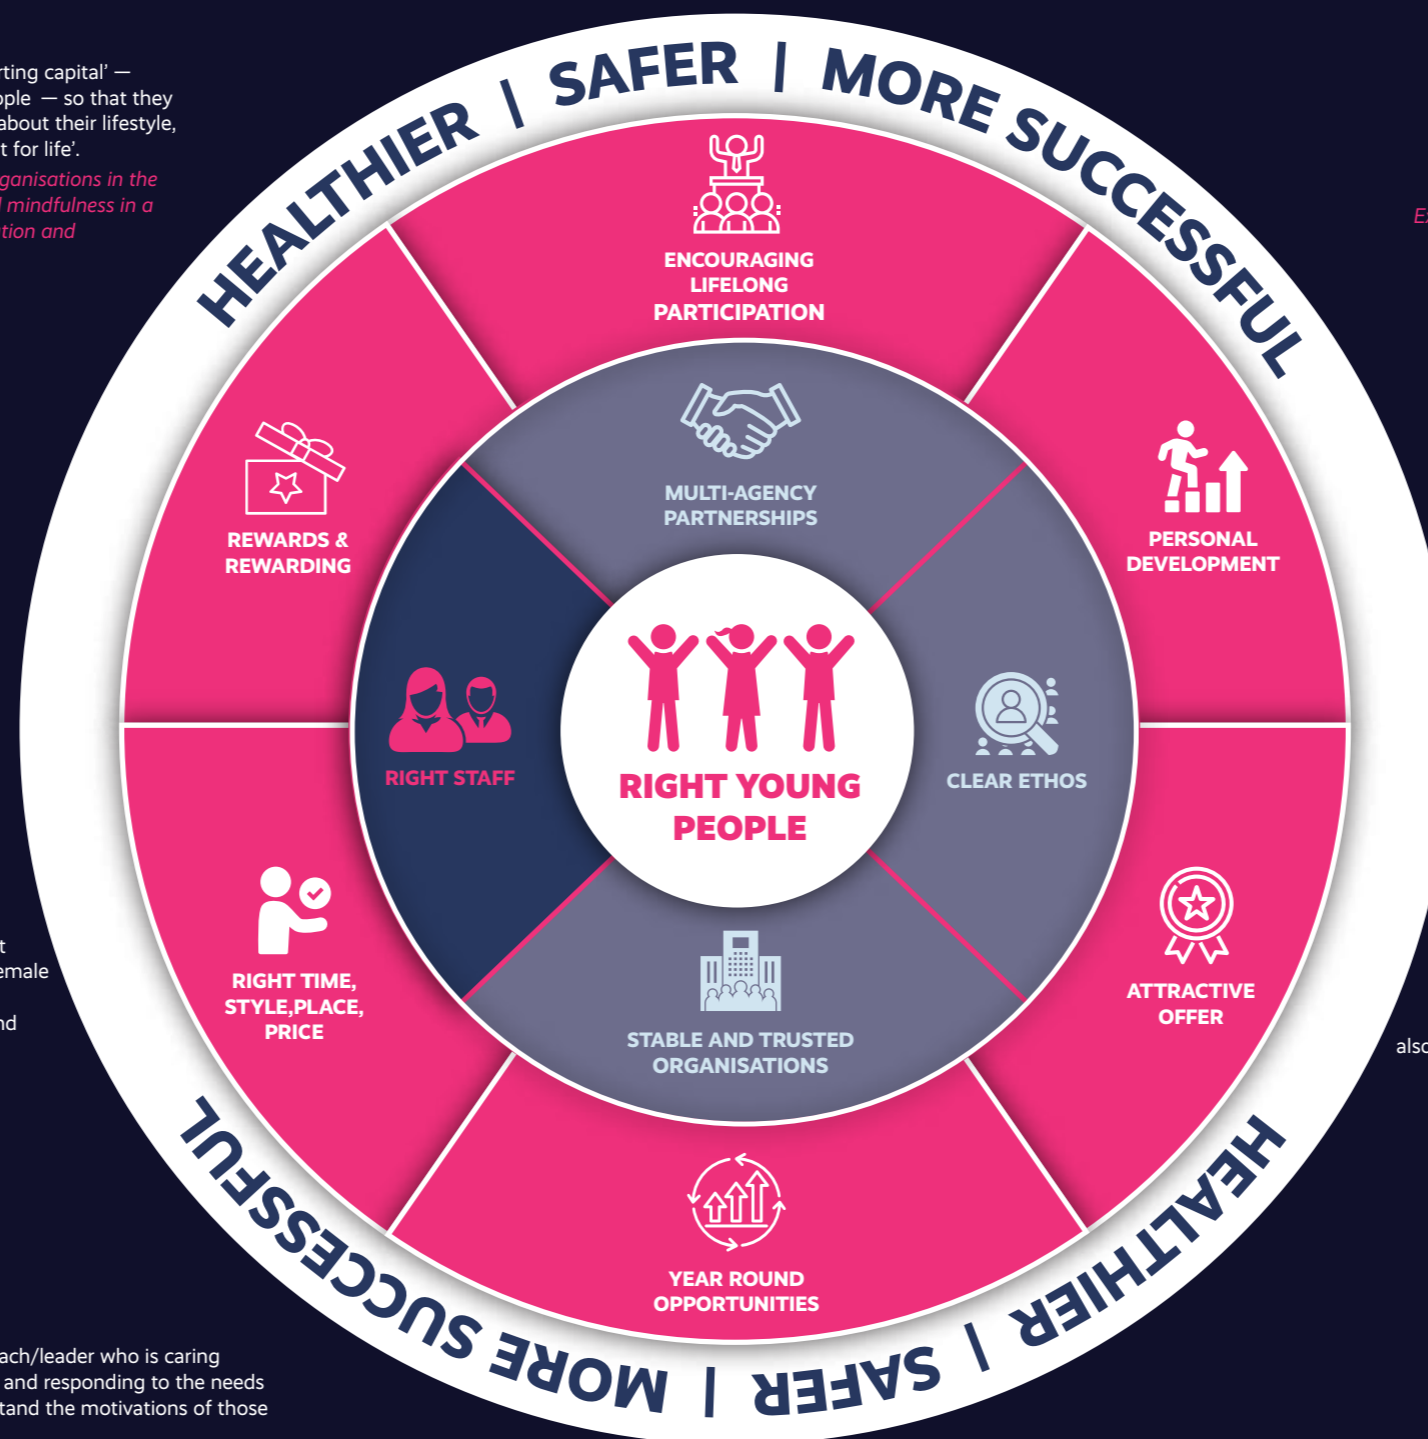 rting capital’ —
ople — so that they
about their lifestyle,
t for life’.
ganisations in the
l mindfulness in a
tion and
Ex
HEALTHIER | SAFER | MORE SUCCESSFUL
ENCOURAGING
LIFELONG
PARTICIPATION
REWARDS &
REWARDING
MULTI-AGENCY
PARTNERSHIPS
PERSONAL
DEVELOPMENT
RIGHT STAFF
RIGHT YOUNG
PEOPLE
CLEAR ETHOS
RIGHT TIME,
STYLE,PLACE,
PRICE
STABLE AND TRUSTED
ORGANISATIONS
ATTRACTIVE
OFFER
YEAR ROUND
OPPORTUNITIES
t
emale
nd
also
HEALTHIER | SAFER | MORE SUCCESSFUL
ach/leader who is caring
and responding to the needs
tand the motivations of those